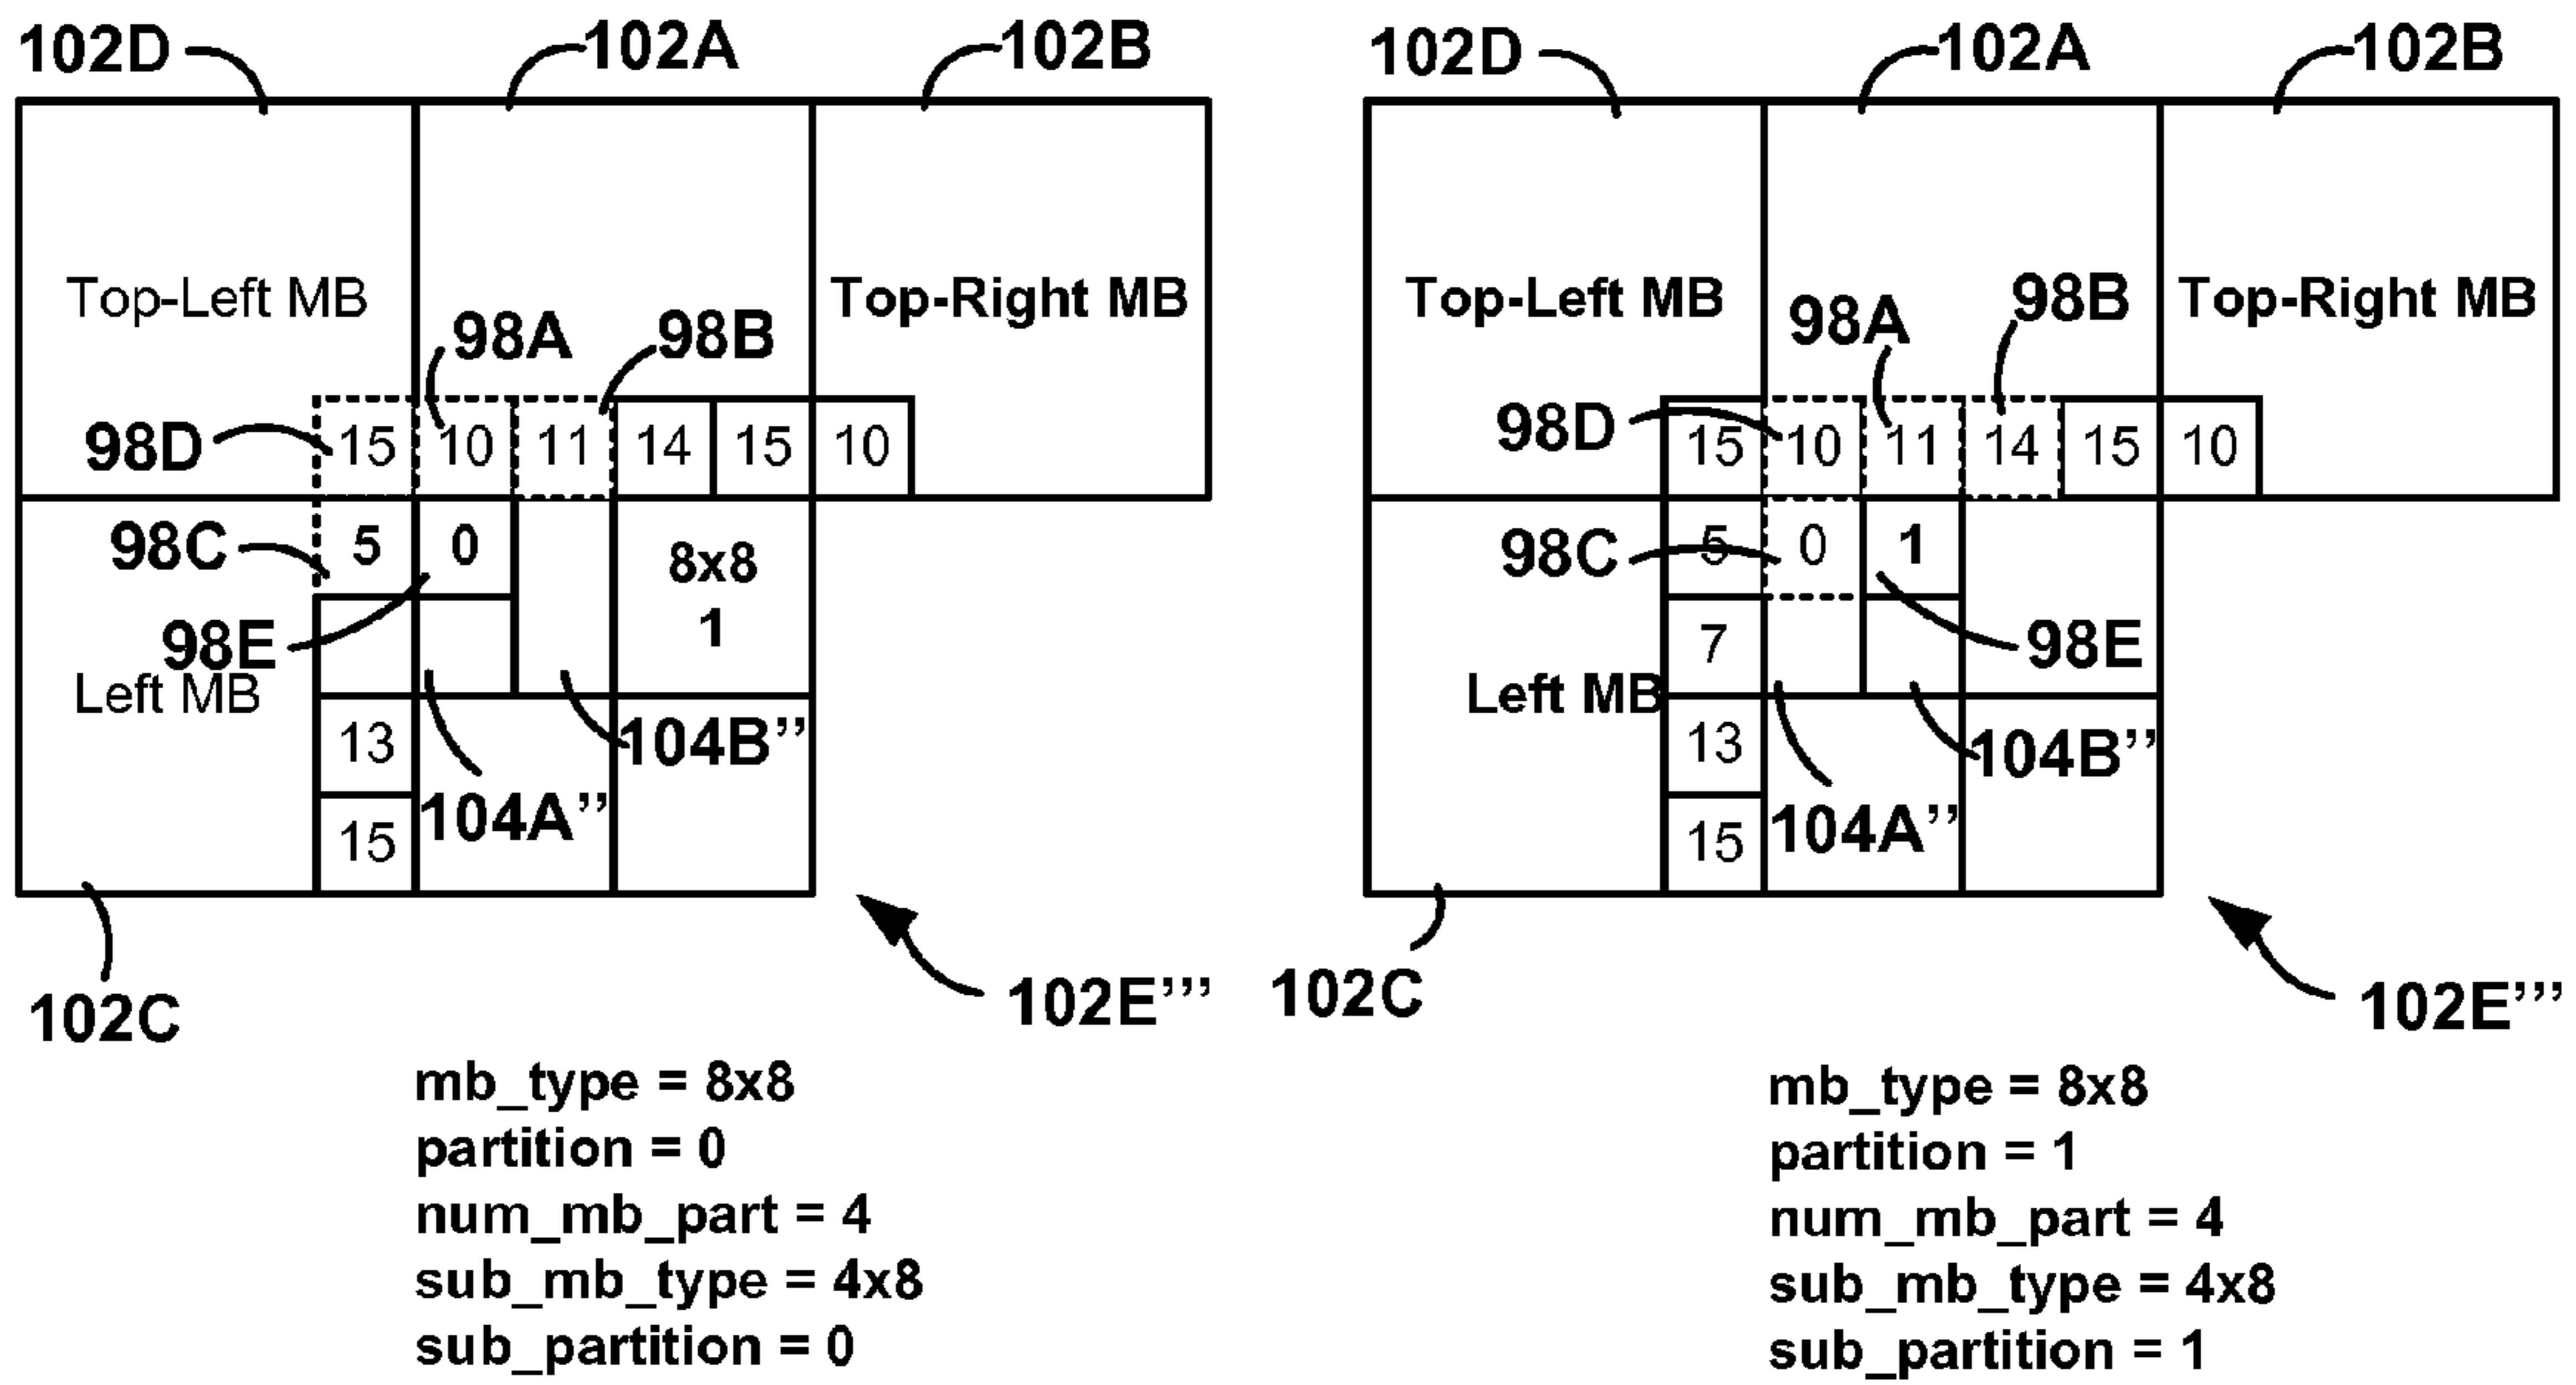 102D 102A 102B
Top-Left MB
98A
98B
Top-Right MB
98D
15 10 11 14 15 10
98C
5 0
8x8
1
98E
Left MB
13
104B’’
15
104A’’
102C
102E’’’
mb_type = 8x8
partition = 0
num_mb_part = 4
sub_mb_type = 4x8
sub_partition = 0
102D 102A 102B
Top-Left MB
98A
98B
Top-Right MB
98D
15 10 11 14 15 10
98C
5 0 1
7
98E
Left MB
13
104B’’
15
104A’’
102C
102E’’’
mb_type = 8x8
partition = 1
num_mb_part = 4
sub_mb_type = 4x8
sub_partition = 1